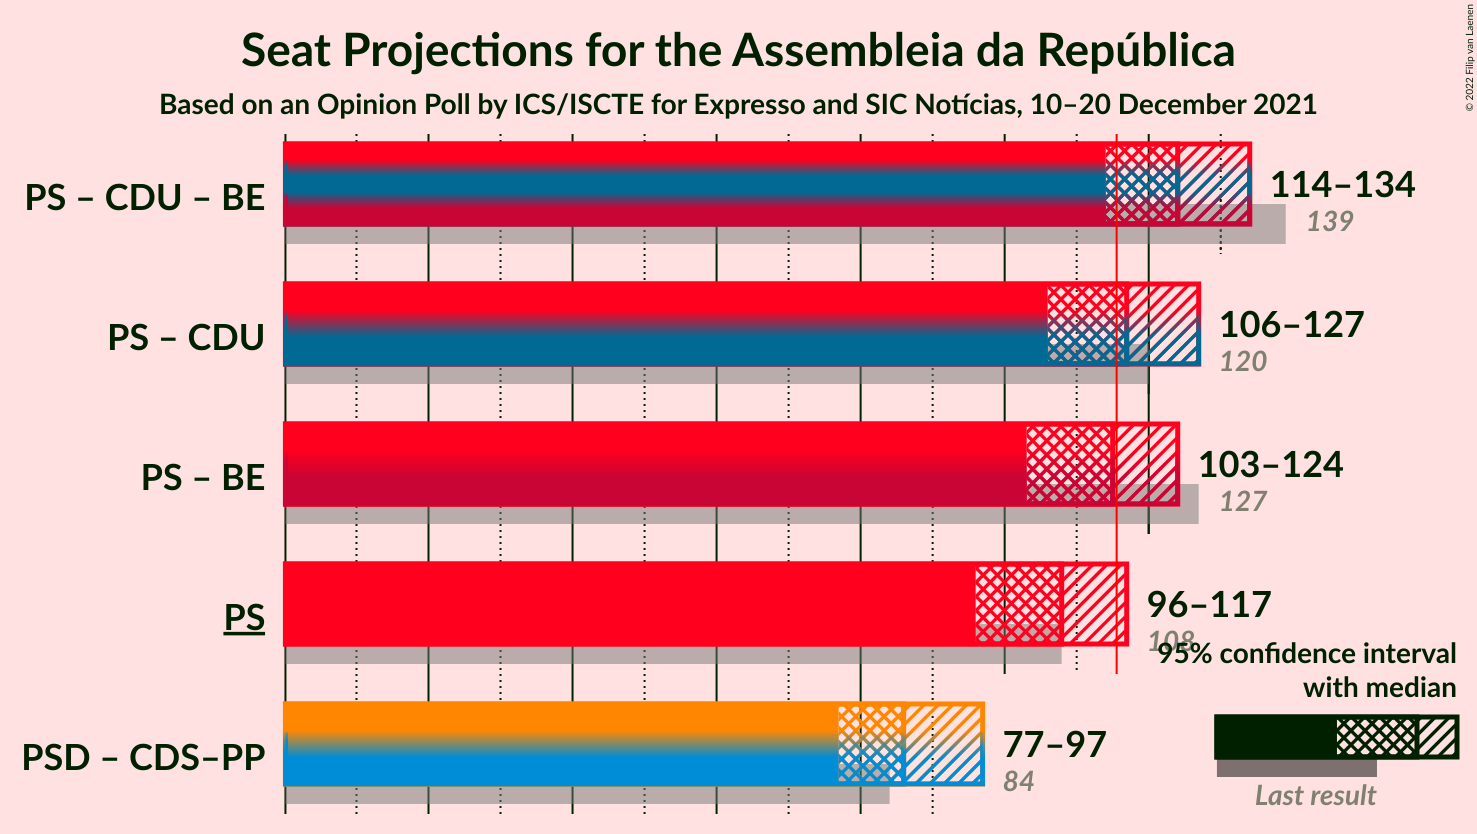 Seat Projections for the Assembleia da República
Based on an Opinion Poll by ICS/ISCTE for Expresso and SIC Notícias, 10–20 December 2021
© 2022 Filip van Laenen
PS – CDU – BE
114–134
139
PS – CDU
106–127
120
PS – BE
103–124
127
PS
96–117
108
95% confidence interval
with median
PSD – CDS–PP
77–97
84
Last result